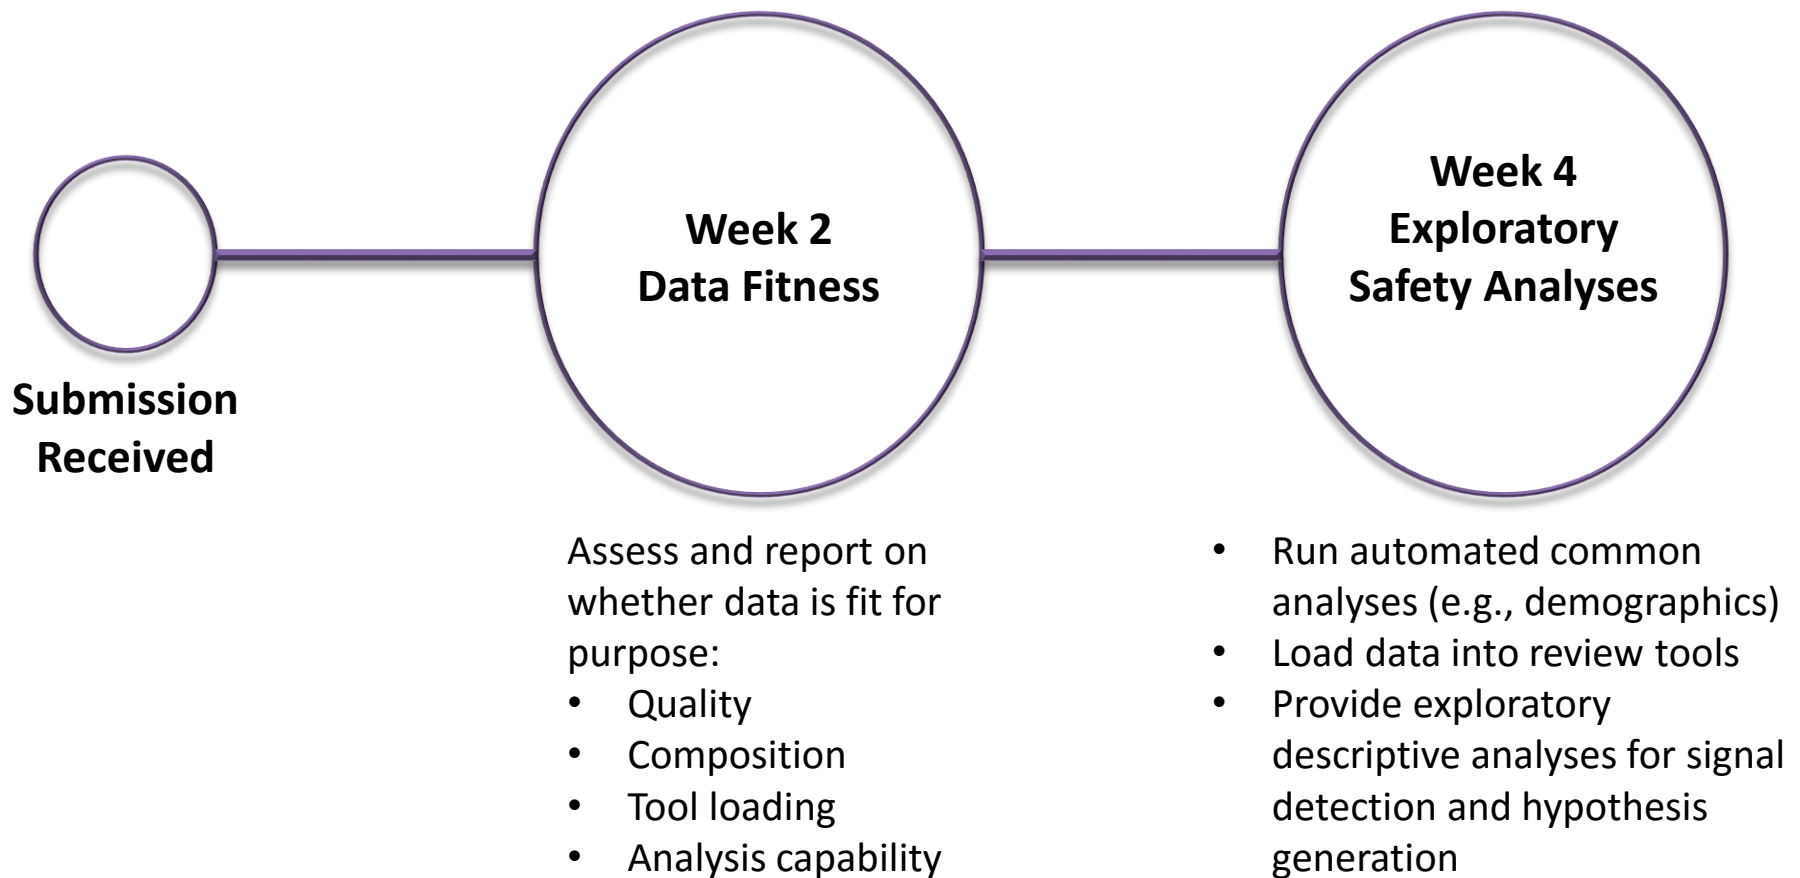 Submission
Received
Week 2
Data Fitness
Week 4
Exploratory
Safety Analyses
Assess and report on
whether data is fit for
purpose:
• Quality
• Composition
• Tool loading
• Analysis capability
• Run automated common
analyses (e.g., demographics)
• Load data into review tools
• Provide exploratory
descriptive analyses for signal
detection and hypothesis
generation